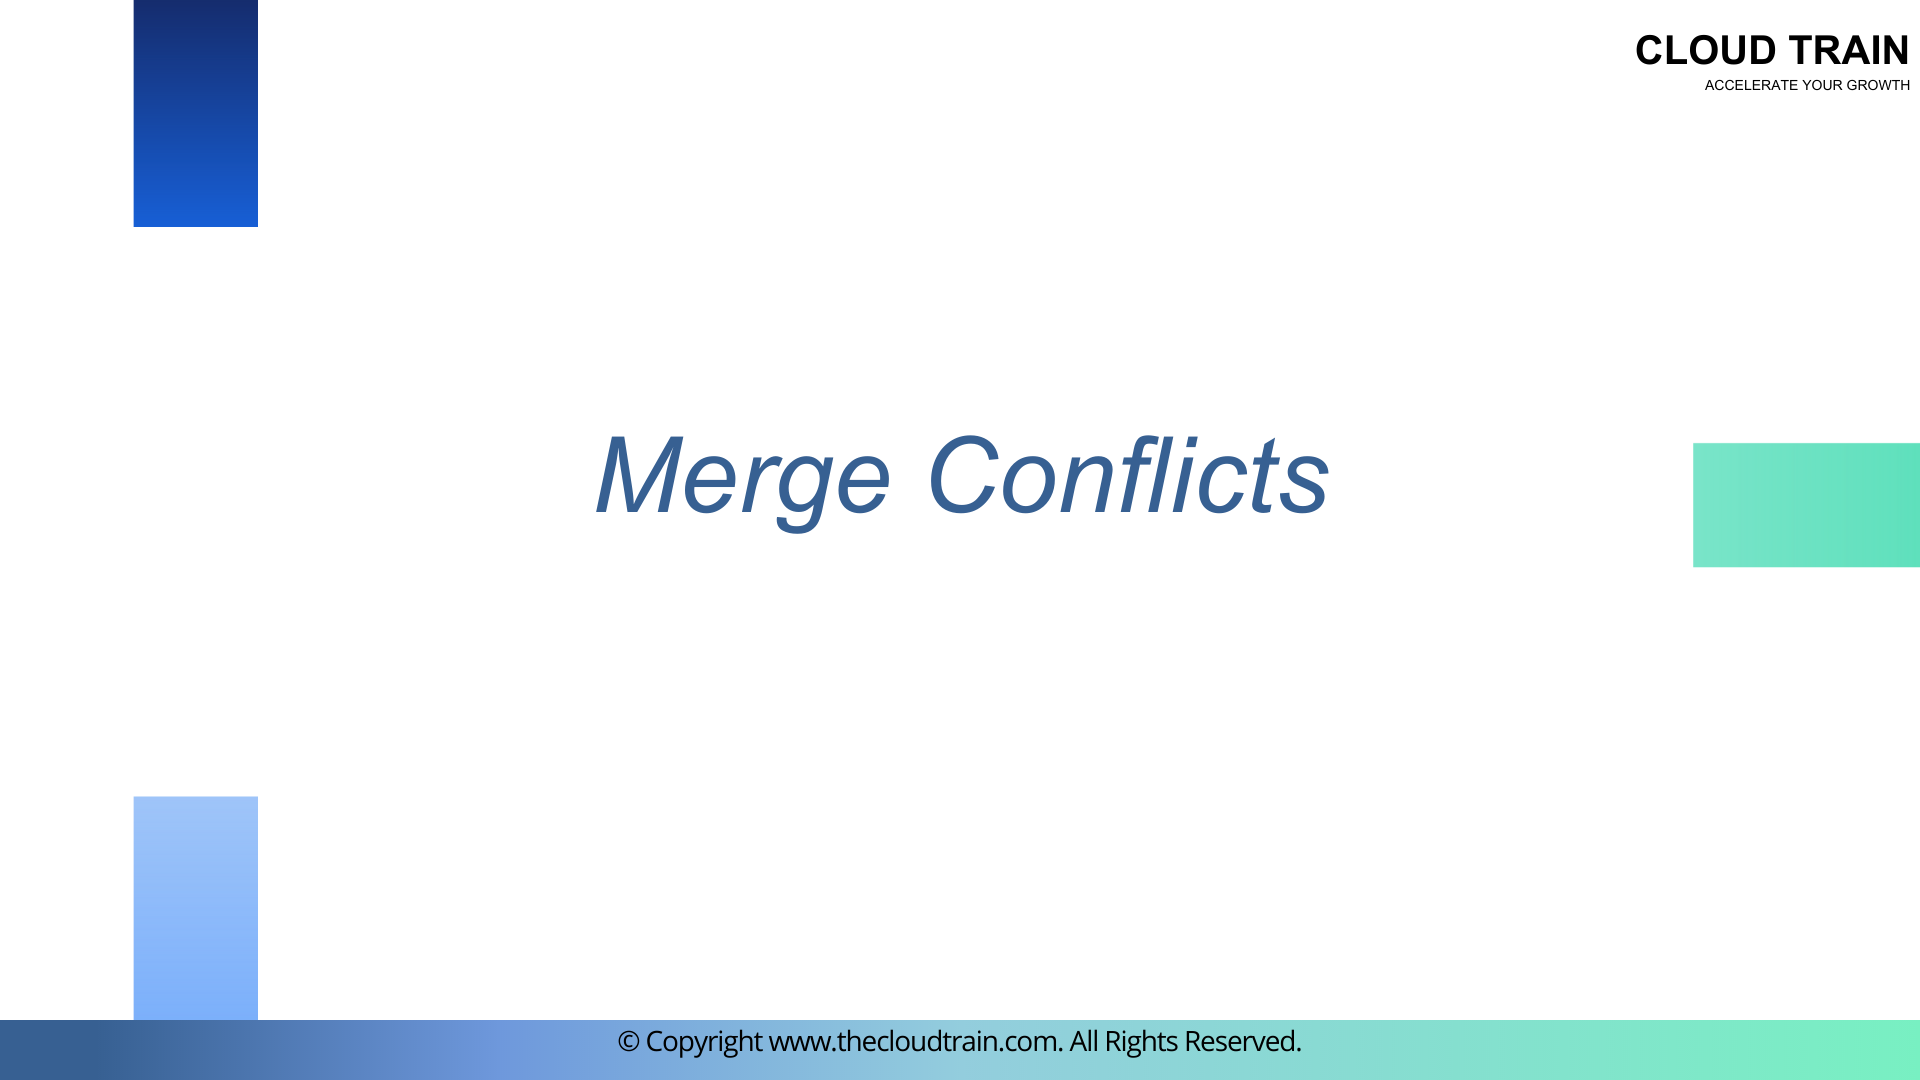 CLOUD TRAIN
ACCELERATE YOUR GROWTH
Merge Conflicts
© Copyright www.thecloudtrain.com. All Rights Reserved.